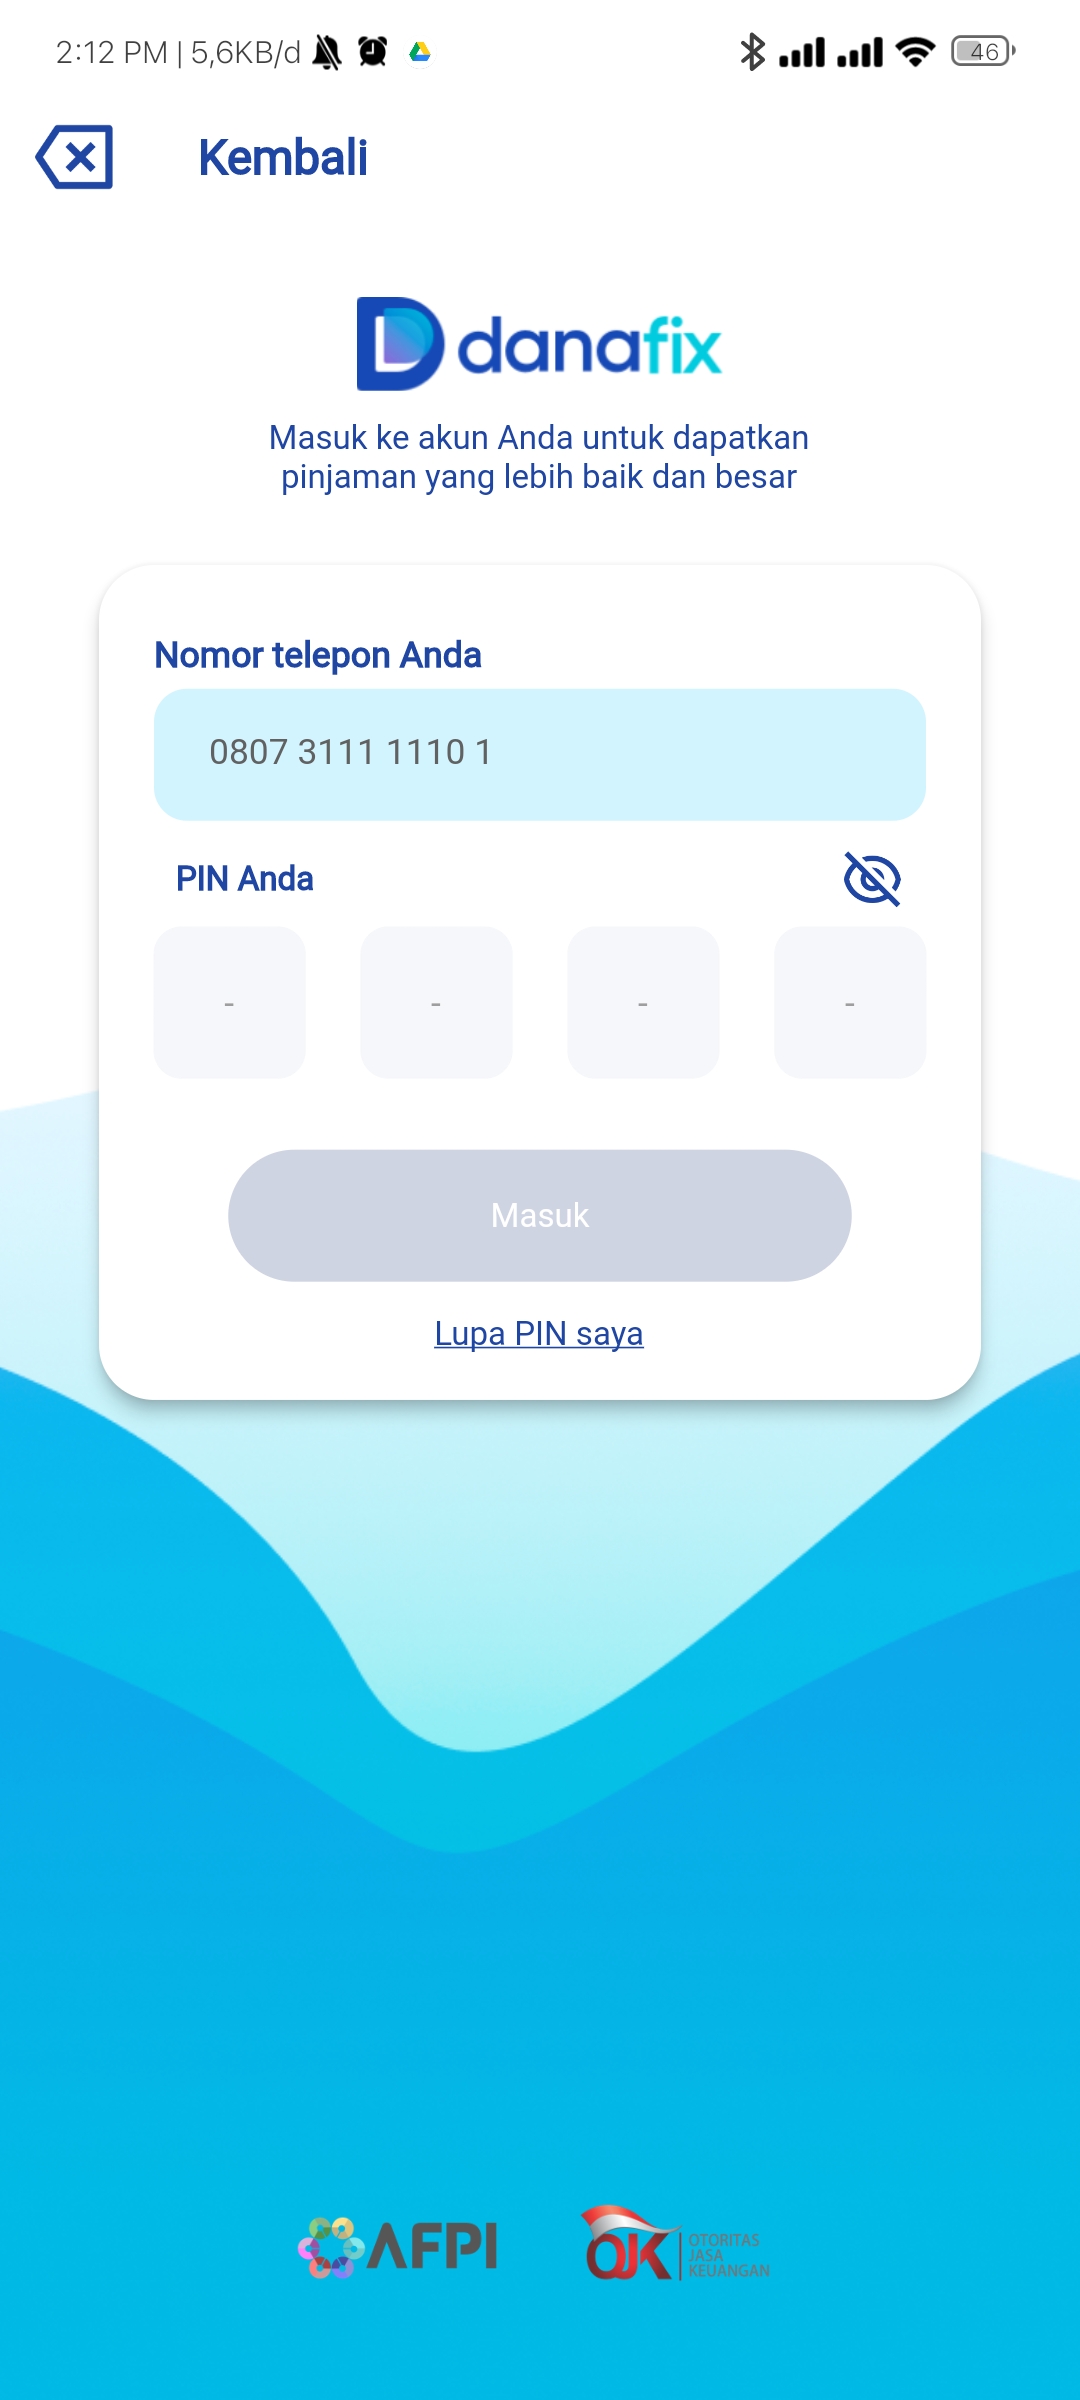 2:12 PM | 5,6KB/d
46
Kembali
danafix
Masuk ke akun Anda untuk dapatkan
pinjaman yang lebih baik dan besar
Nomor telepon Anda
0807 3111 1110 1
PIN Anda
- - - -
Masuk
Lupa PIN saya
AFPI
OJK
OTORITAS
JASA
KEUANGAN